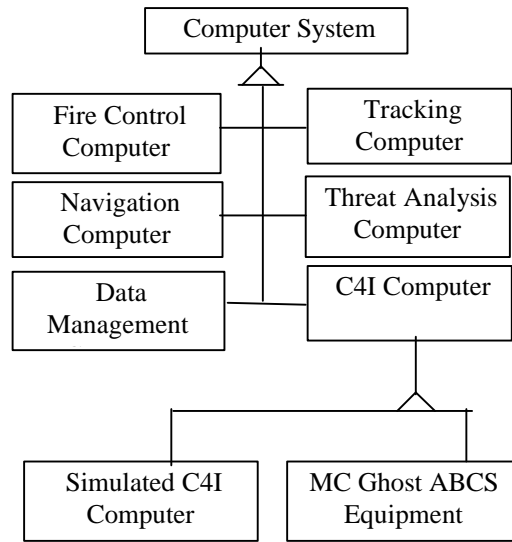 Computer System
Fire Control
Computer
Tracking
Computer
Navigation
Computer
Threat Analysis
Computer
Data
Management
C4I Computer
Simulated C4I
Computer
MC Ghost ABCS
Equipment